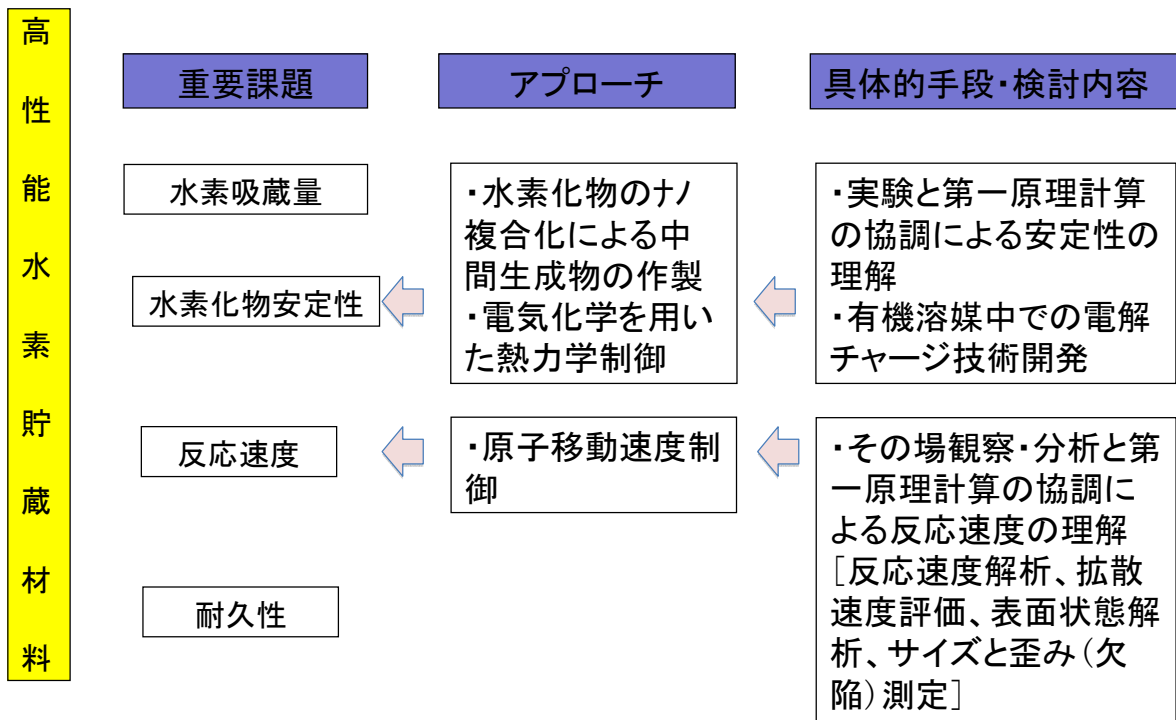 高性能水素貯蔵材料
重要課題
アプローチ
具体的手段・検討内容
水素吸蔵量
水素化物安定性
・水素化物のナノ
複合化による中
間生成物の作製
・電気化学を用い
た熱力学制御
・実験と第一原理計算
の協調による安定性の
理解
・有機溶媒中での電解
チャージ技術開発
反応速度
・原子移動速度制
御
・その場観察・分析と第
一原理計算の協調に
よる反応速度の理解
[反応速度解析、拡散
速度評価、表面状態解
析、サイズと歪み(欠
陥)測定]
耐久性